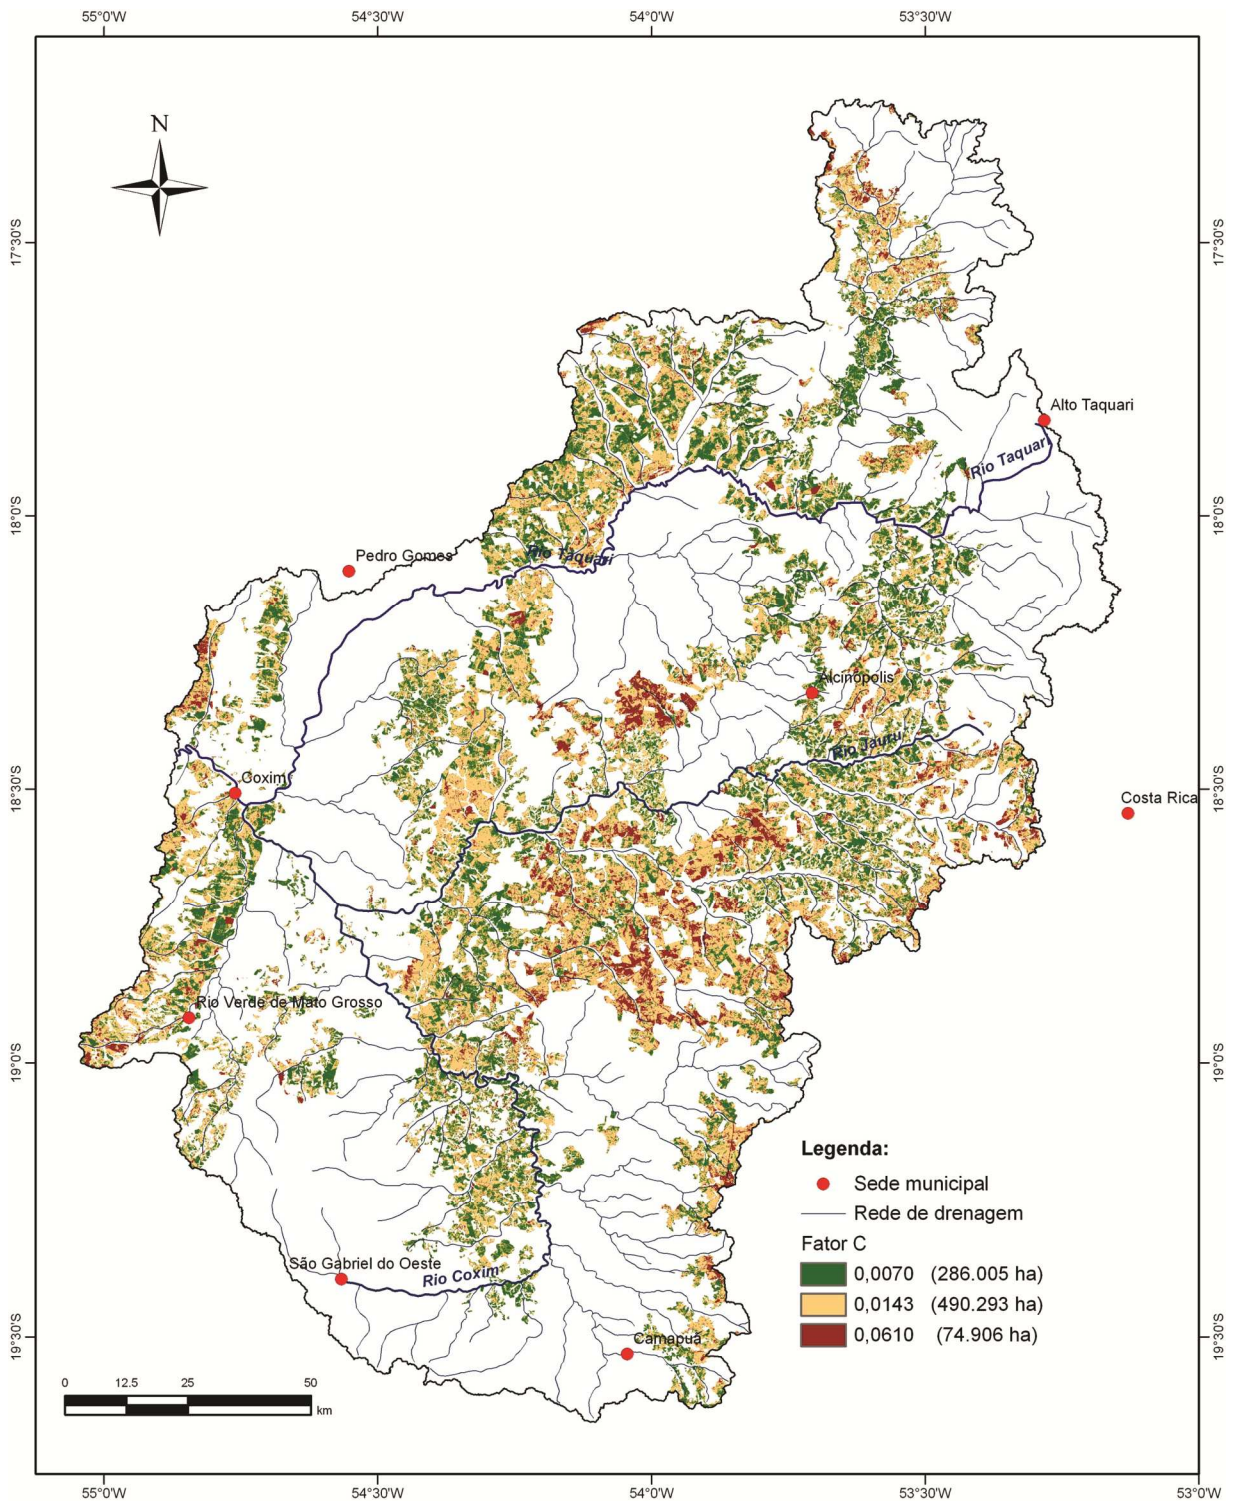 55°0'W 54°30'W 54°0'W 53°30'W
N
17°30'S 17°30'S
Alto Taquari
Rio Taquari
18°0'S 18°0'S
Pedro Gomes
Rio Taquari
Alcinópolis
Rio Jauru
Coxim
18°30'S 18°30'S
Costa Rica
Rio Verde de Mato Grosso
19°0'S 19°0'S
Legenda:
Sede municipal
Rede de drenagem
Fator C
São Gabriel do Oeste
Rio Coxim
0,0070 (286.005 ha)
0,0143 (490.293 ha)
0,0610 (74.906 ha)
Camapuã
19°30'S 19°30'S
0 12.5 25 50
km
55°0'W 54°30'W 54°0'W 53°30'W 53°0'W